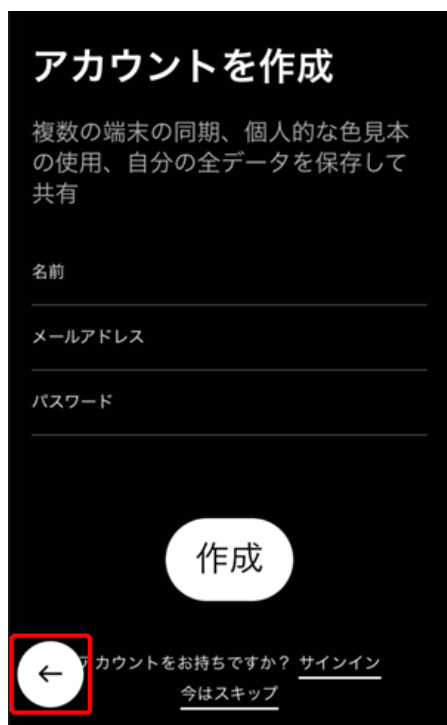 アカウントを作成
複数の端末の同期、個人的な色見本
の使用、自分の全データを保存して
共有
名前
メールアドレス
パスワード
作成
カウントをお持ちですか？ サインイン
今はスキップ